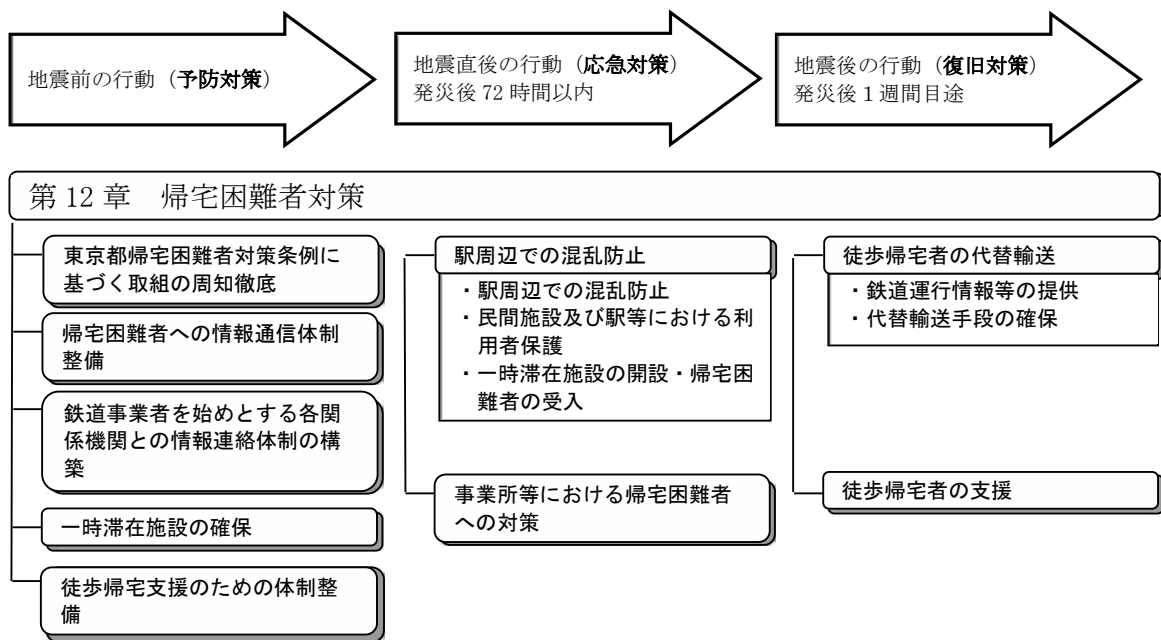 地震前の行動（予防対策）
地震直後の行動（応急対策）
発災後 72 時間以内
地震後の行動（復旧対策）
発災後 1 週間目途
第 12 章　帰宅困難者対策
東京都帰宅困難者対策条例に
基づく取組の周知徹底
帰宅困難者への情報通信体制
整備
鉄道事業者を始めとする各関
係機関との情報連絡体制の構
築
一時滞在施設の確保
徒歩帰宅支援のための体制整
備
駅周辺での混乱防止
・駅周辺での混乱防止
・民間施設及び駅等における利
用者保護
・一時滞在施設の開設・帰宅困
難者の受入
事業所等における帰宅困難者
への対策
徒歩帰宅者の代替輸送
・鉄道運行情報等の提供
・代替輸送手段の確保
徒歩帰宅者の支援